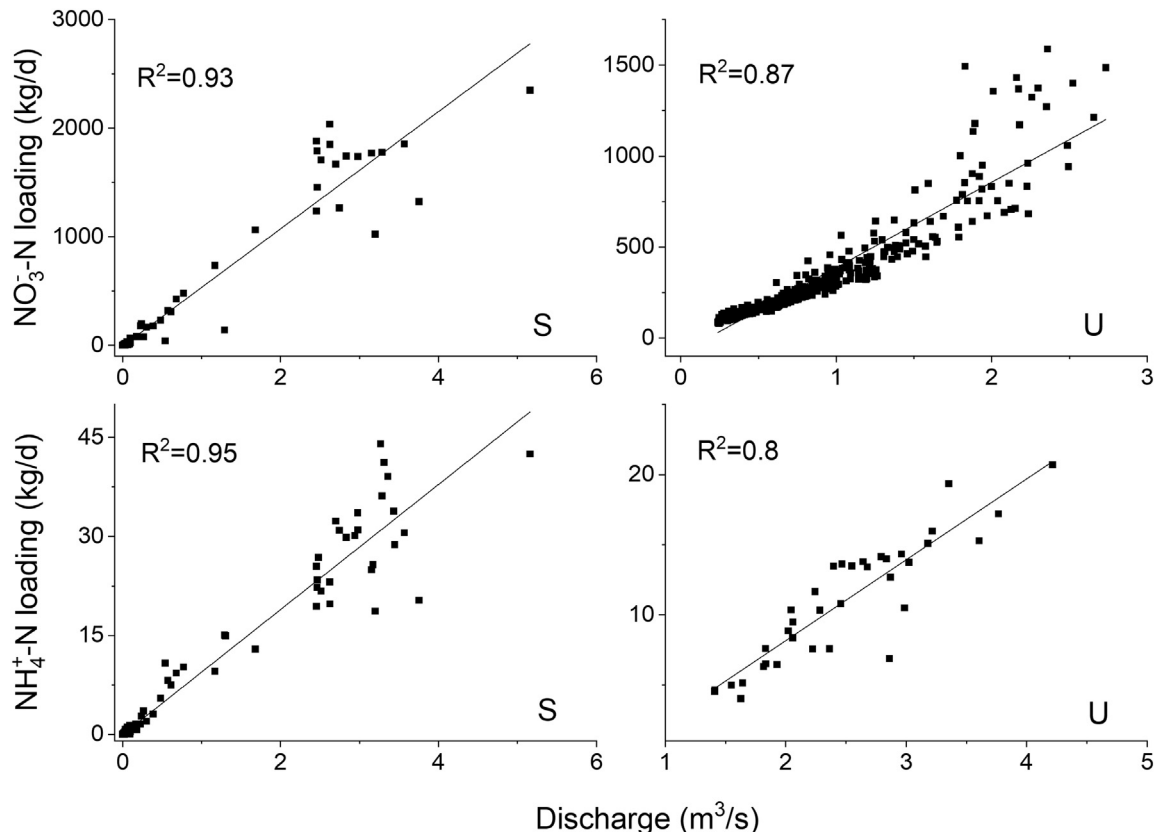 NO₃⁻-N loading (kg/d)
3000
2000
1000
0
R²=0.93
S
0 2 4 6
1500
1000
500
0
R²=0.87
U
0 1 2 3
NH₄⁺-N loading (kg/d)
45
30
15
0
R²=0.95
S
0 2 4 6
20
10
R²=0.8
U
1 2 3 4 5
Discharge (m³/s)